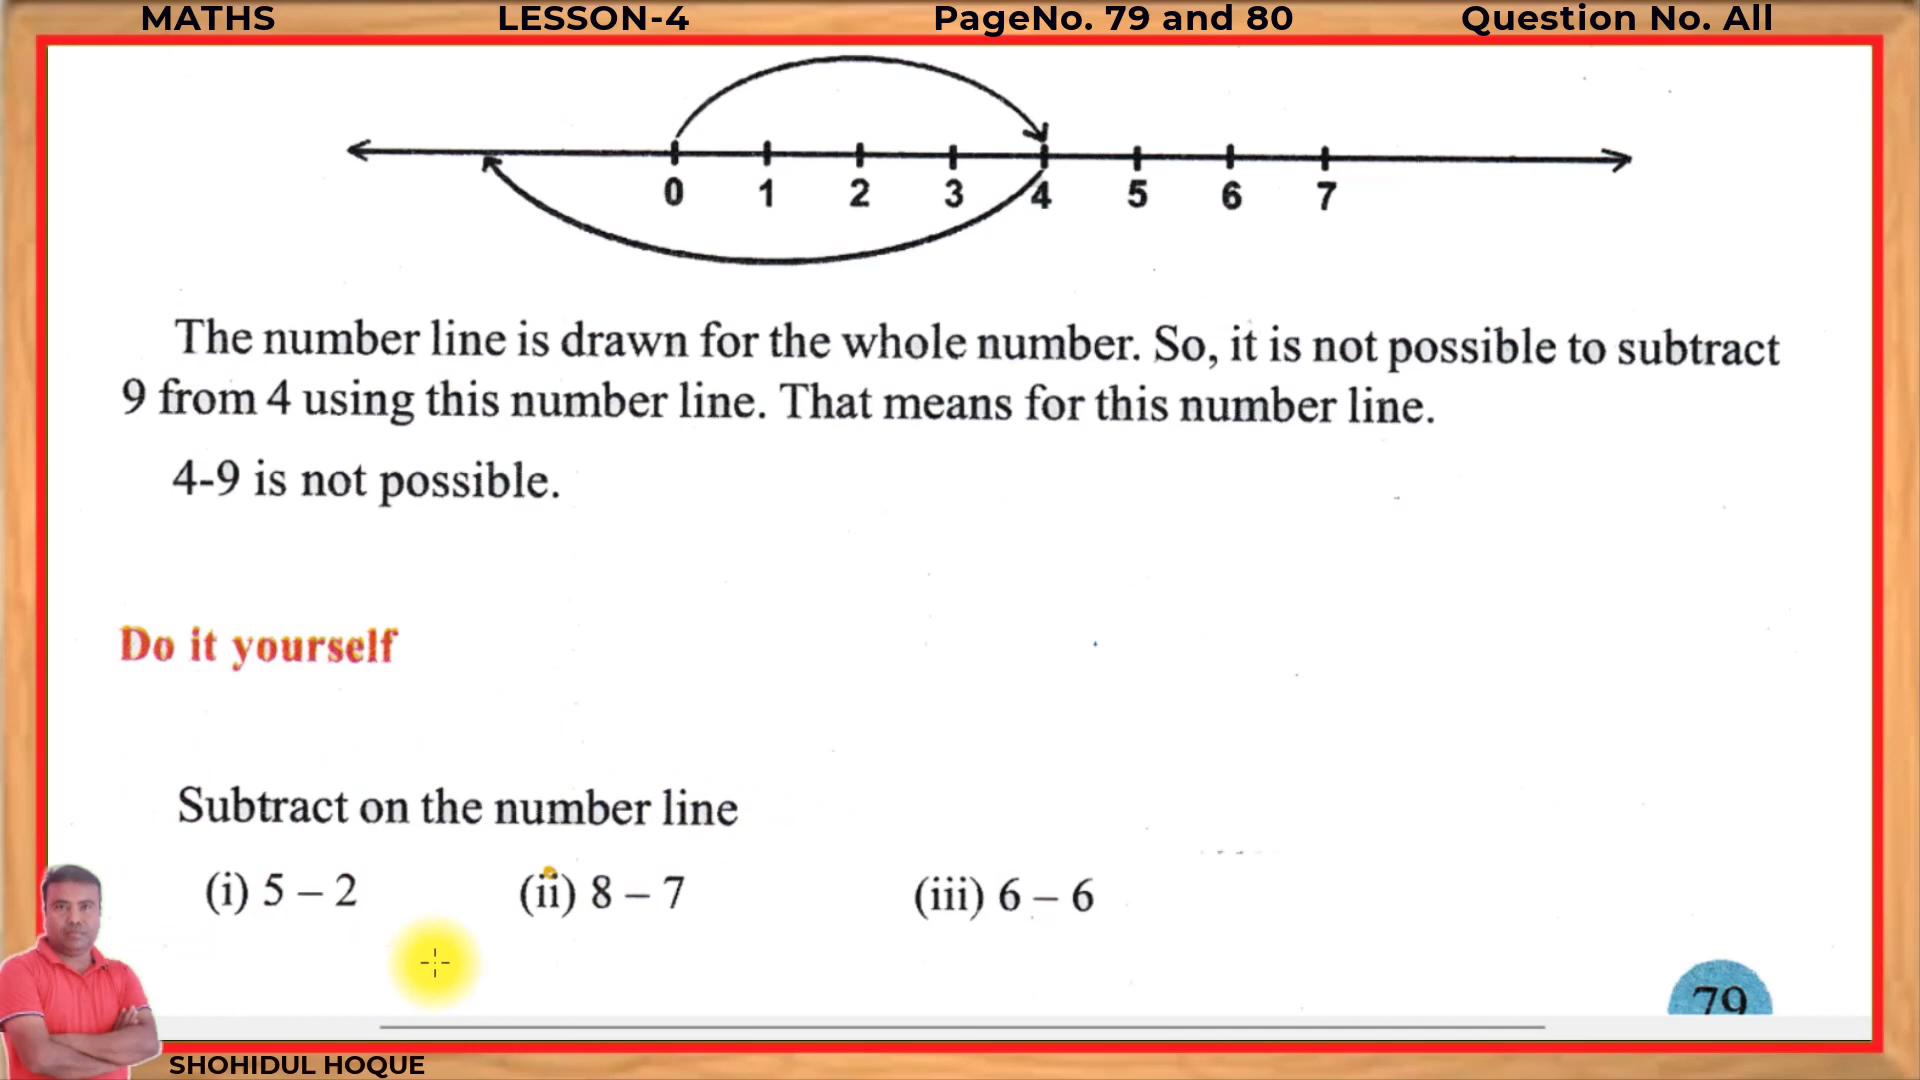 MATHS LESSON-4 PageNo. 79 and 80 Question No. All
0 1 2 3 4 5 6 7
The number line is drawn for the whole number. So, it is not possible to subtract
9 from 4 using this number line. That means for this number line.
4-9 is not possible.
Do it yourself
Subtract on the number line
(i) 5 – 2 (ii) 8 – 7 (iii) 6 – 6
79
SHOHIDUL HOQUE